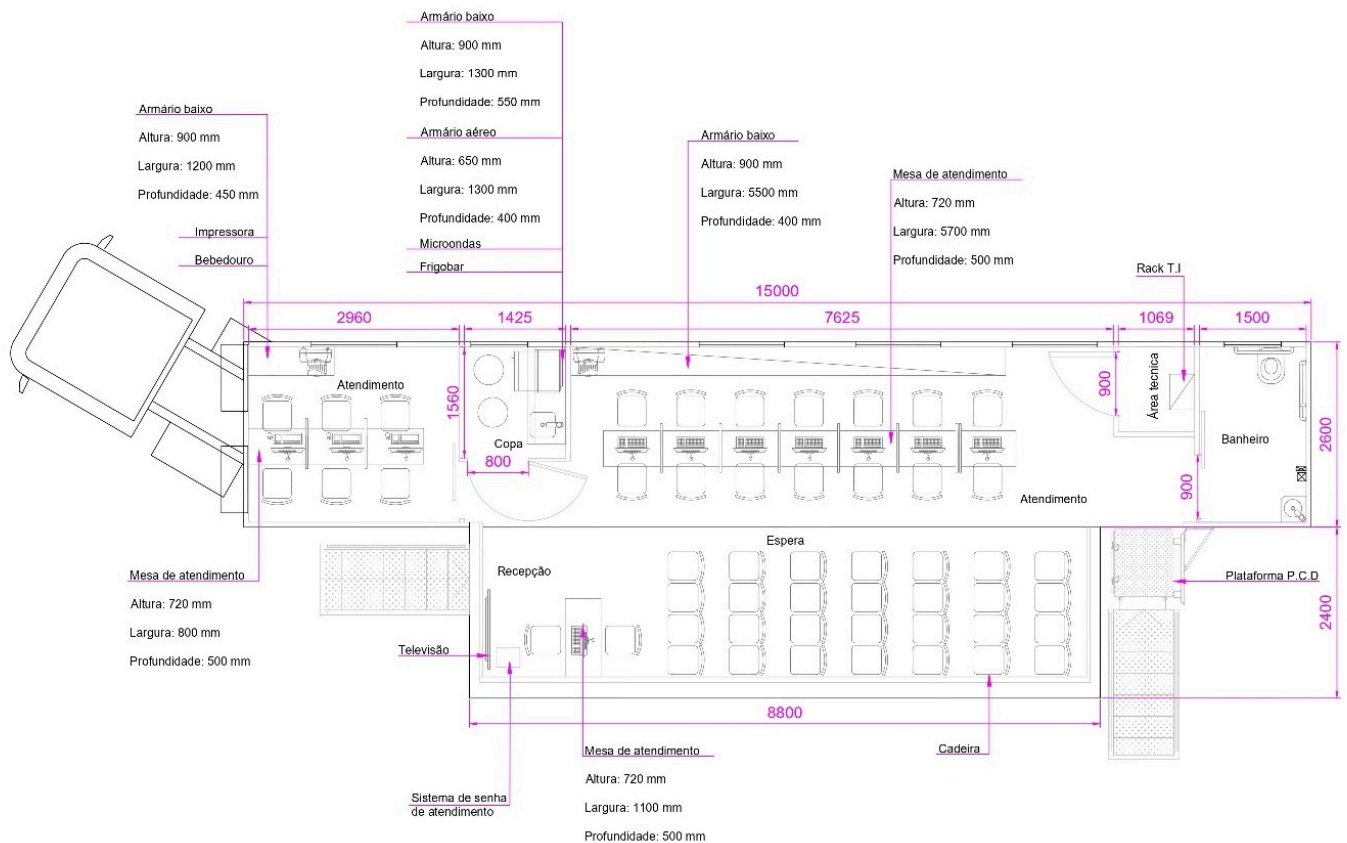 Armário baixo
Altura: 900 mm
Largura: 1300 mm
Profundidade: 550 mm
Armário aéreo
Altura: 650 mm
Largura: 1300 mm
Profundidade: 400 mm
Microondas
Frigobar
Armário baixo
Altura: 900 mm
Largura: 1200 mm
Profundidade: 450 mm
Impressora
Bebedouro
Armário baixo
Altura: 900 mm
Largura: 5500 mm
Profundidade: 400 mm
Mesa de atendimento
Altura: 720 mm
Largura: 5700 mm
Profundidade: 500 mm
Rack T.I
15000
2960
1425
7625
1069
1500
Atendimento
1560
Copa
800
900
Área tecnica
Banheiro
2600
900
Atendimento
Espera
Recepção
Plataforma P.C.D
2400
Mesa de atendimento
Altura: 720 mm
Largura: 800 mm
Profundidade: 500 mm
Televisão
8800
Mesa de atendimento
Altura: 720 mm
Largura: 1100 mm
Profundidade: 500 mm
Cadeira
Sistema de senha
de atendimento